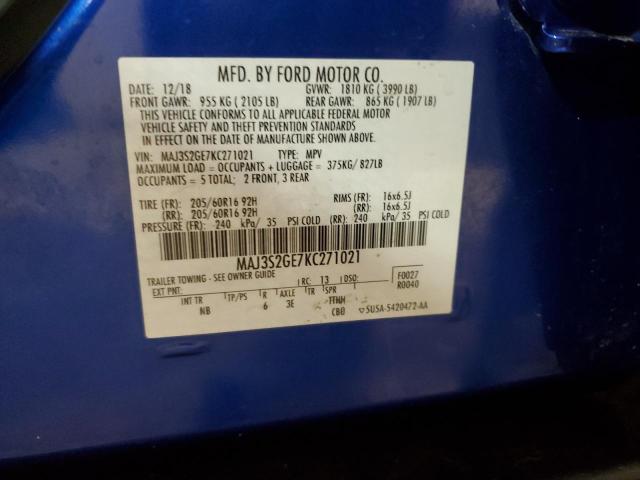 MFD. BY FORD MOTOR CO.
DATE: 12/18 GVWR: 1810 KG ( 3990 LB)
FRONT GAWR: 955 KG ( 2105 LB) REAR GAWR: 865 KG ( 1907 LB)
THIS VEHICLE CONFORMS TO ALL APPLICABLE FEDERAL MOTOR
VEHICLE SAFETY AND THEFT PREVENTION STANDARDS
IN EFFECT ON THE DATE OF MANUFACTURE SHOWN ABOVE.
VIN: MAJ3S2GE7KC271021 TYPE: MPV
MAXIMUM LOAD = OCCUPANTS + LUGGAGE = 375KG/ 827LB
OCCUPANTS = 5 TOTAL; 2 FRONT, 3 REAR
TIRE (FR): 205/60R16 92H RIMS (FR): 16x6.5J
(RR): 205/60R16 92H (RR): 16x6.5J
PRESSURE (FR): 240 kPa/ 35 PSI COLD (RR): 240 kPa/ 35 PSI COLD
MAJ3S2GE7KC271021
TRAILER TOWING - SEE OWNER GUIDE RC: 13 DSO: F0027
EXT PNT: R0040
INT TR TP/PS R AXLE TR SPR
NB 6 3E
CB0 5USA-5420472-AA